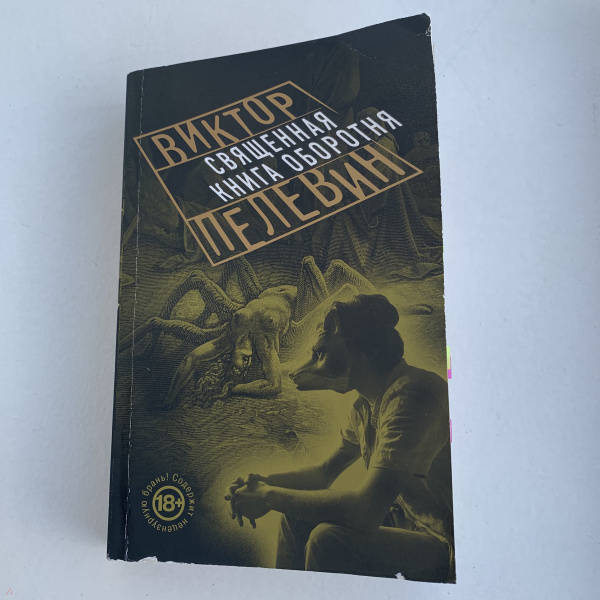 ВИКТОР
СВЯЩЕННАЯ
КНИГА ОБОРОТНЯ
ПЕЛЕВИН
18+
Содержит нецензурную брань!